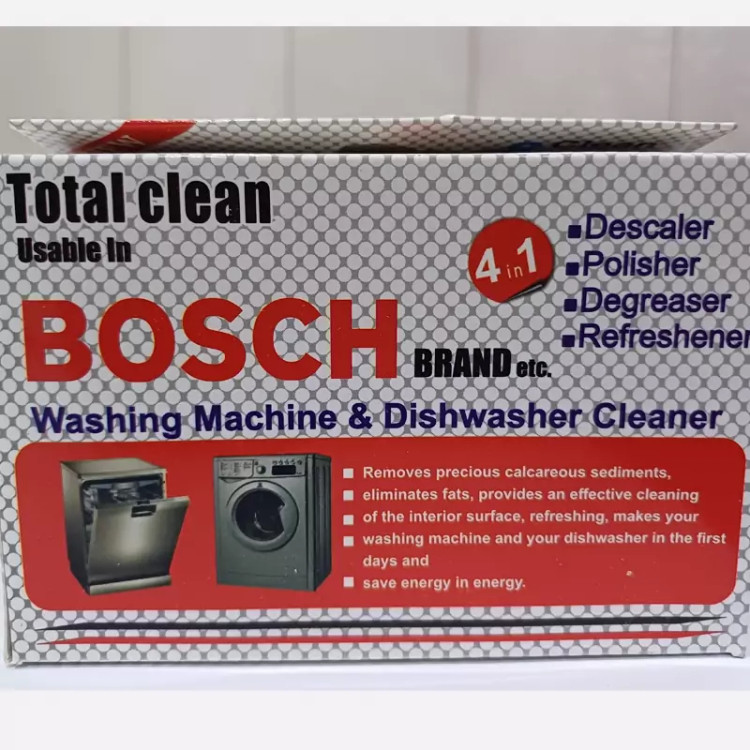 Total clean
Usable In
BOSCH BRAND etc.
4 in 1
Descaler
Polisher
Degreaser
Refreshener
Washing Machine & Dishwasher Cleaner
Removes precious calcareous sediments,
eliminates fats, provides an effective cleaning
of the interior surface, refreshing, makes your
washing machine and your dishwasher in the first
days and
save energy in energy.